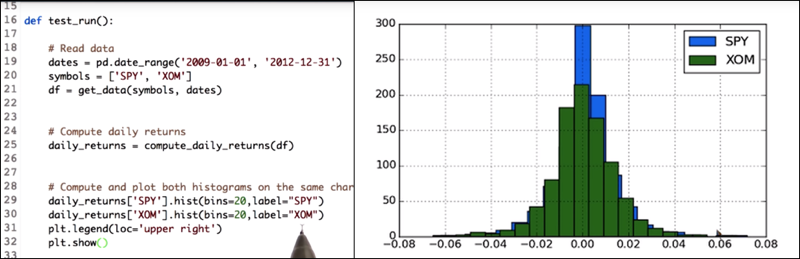 15
16 def test_run():
17
18 # Read data
19 dates = pd.date_range('2009-01-01', '2012-12-31')
20 symbols = ['SPY', 'XOM']
21 df = get_data(symbols, dates)
22
23
24 # Compute daily returns
25 daily_returns = compute_daily_returns(df)
26
27
28 # Compute and plot both histograms on the same char
29 daily_returns['SPY'].hist(bins=20,label="SPY")
30 daily_returns['XOM'].hist(bins=20,label="XOM")
31 plt.legend(loc='upper right')
32 plt.show()
300
250
200
150
100
50
0
−0.08 −0.06 −0.04 −0.02 0.00 0.02 0.04 0.06 0.08
SPY
XOM